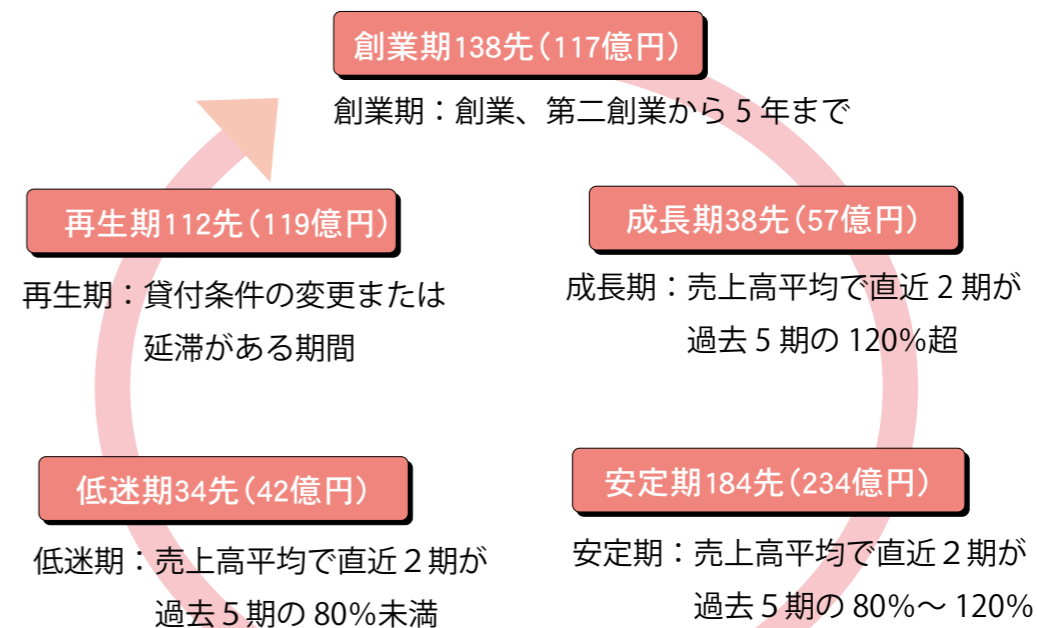 創業期138先（117億円）
創業期：創業、第二創業から5年まで
成長期38先（57億円）
成長期：売上高平均で直近2期が
過去5期の120%超
安定期184先（234億円）
安定期：売上高平均で直近2期が
過去5期の80%～120%
低迷期34先（42億円）
低迷期：売上高平均で直近2期が
過去5期の80%未満
再生期112先（119億円）
再生期：貸付条件の変更または
延滞がある期間